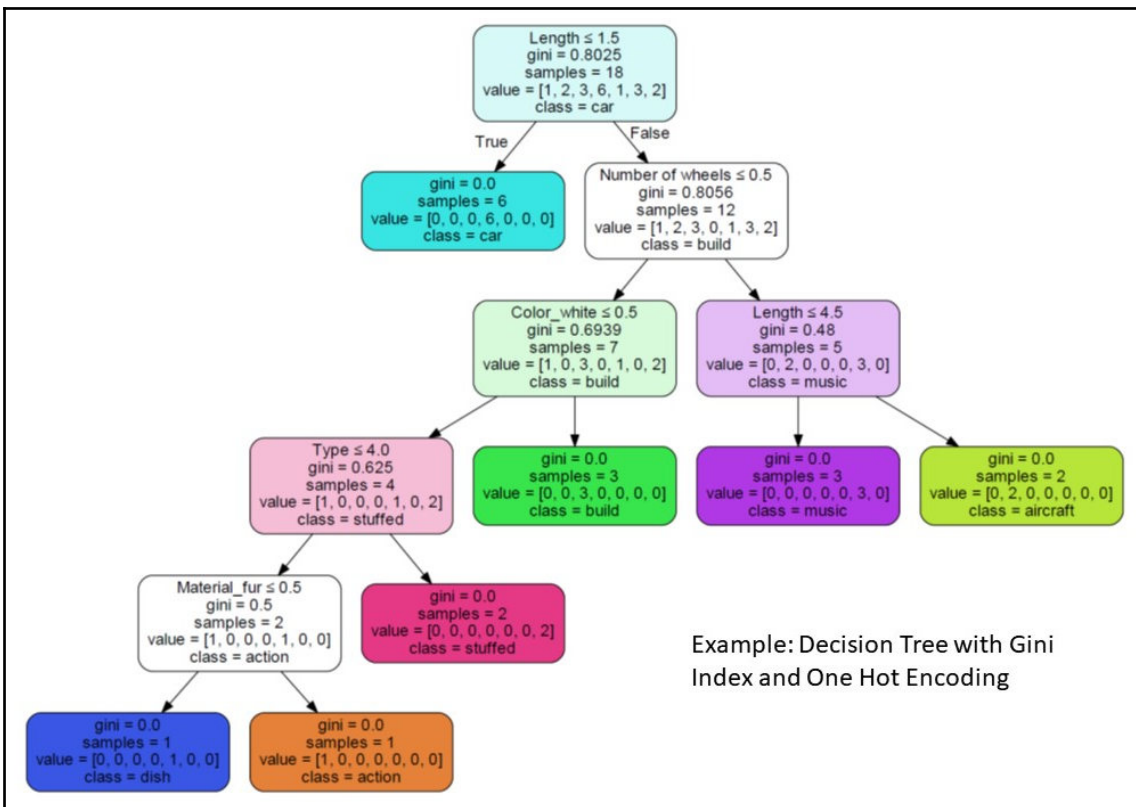 Length ≤ 1.5
gini = 0.8025
samples = 18
value = [1, 2, 3, 6, 1, 3, 2]
class = car
True
False
gini = 0.0
samples = 6
value = [0, 0, 0, 6, 0, 0, 0]
class = car
Number of wheels ≤ 0.5
gini = 0.8056
samples = 12
value = [1, 2, 3, 0, 1, 3, 2]
class = build
Color_white ≤ 0.5
gini = 0.6939
samples = 7
value = [1, 0, 3, 0, 1, 0, 2]
class = build
Length ≤ 4.5
gini = 0.48
samples = 5
value = [0, 2, 0, 0, 0, 3, 0]
class = music
Type ≤ 4.0
gini = 0.625
samples = 4
value = [1, 0, 0, 0, 1, 0, 2]
class = stuffed
gini = 0.0
samples = 3
value = [0, 0, 3, 0, 0, 0, 0]
class = build
gini = 0.0
samples = 3
value = [0, 0, 0, 0, 0, 3, 0]
class = music
gini = 0.0
samples = 2
value = [0, 2, 0, 0, 0, 0, 0]
class = aircraft
Material_fur ≤ 0.5
gini = 0.5
samples = 2
value = [1, 0, 0, 0, 1, 0, 0]
class = action
gini = 0.0
samples = 2
value = [0, 0, 0, 0, 0, 0, 2]
class = stuffed
Example: Decision Tree with Gini
Index and One Hot Encoding
gini = 0.0
samples = 1
value = [0, 0, 0, 0, 1, 0, 0]
class = dish
gini = 0.0
samples = 1
value = [1, 0, 0, 0, 0, 0, 0]
class = action